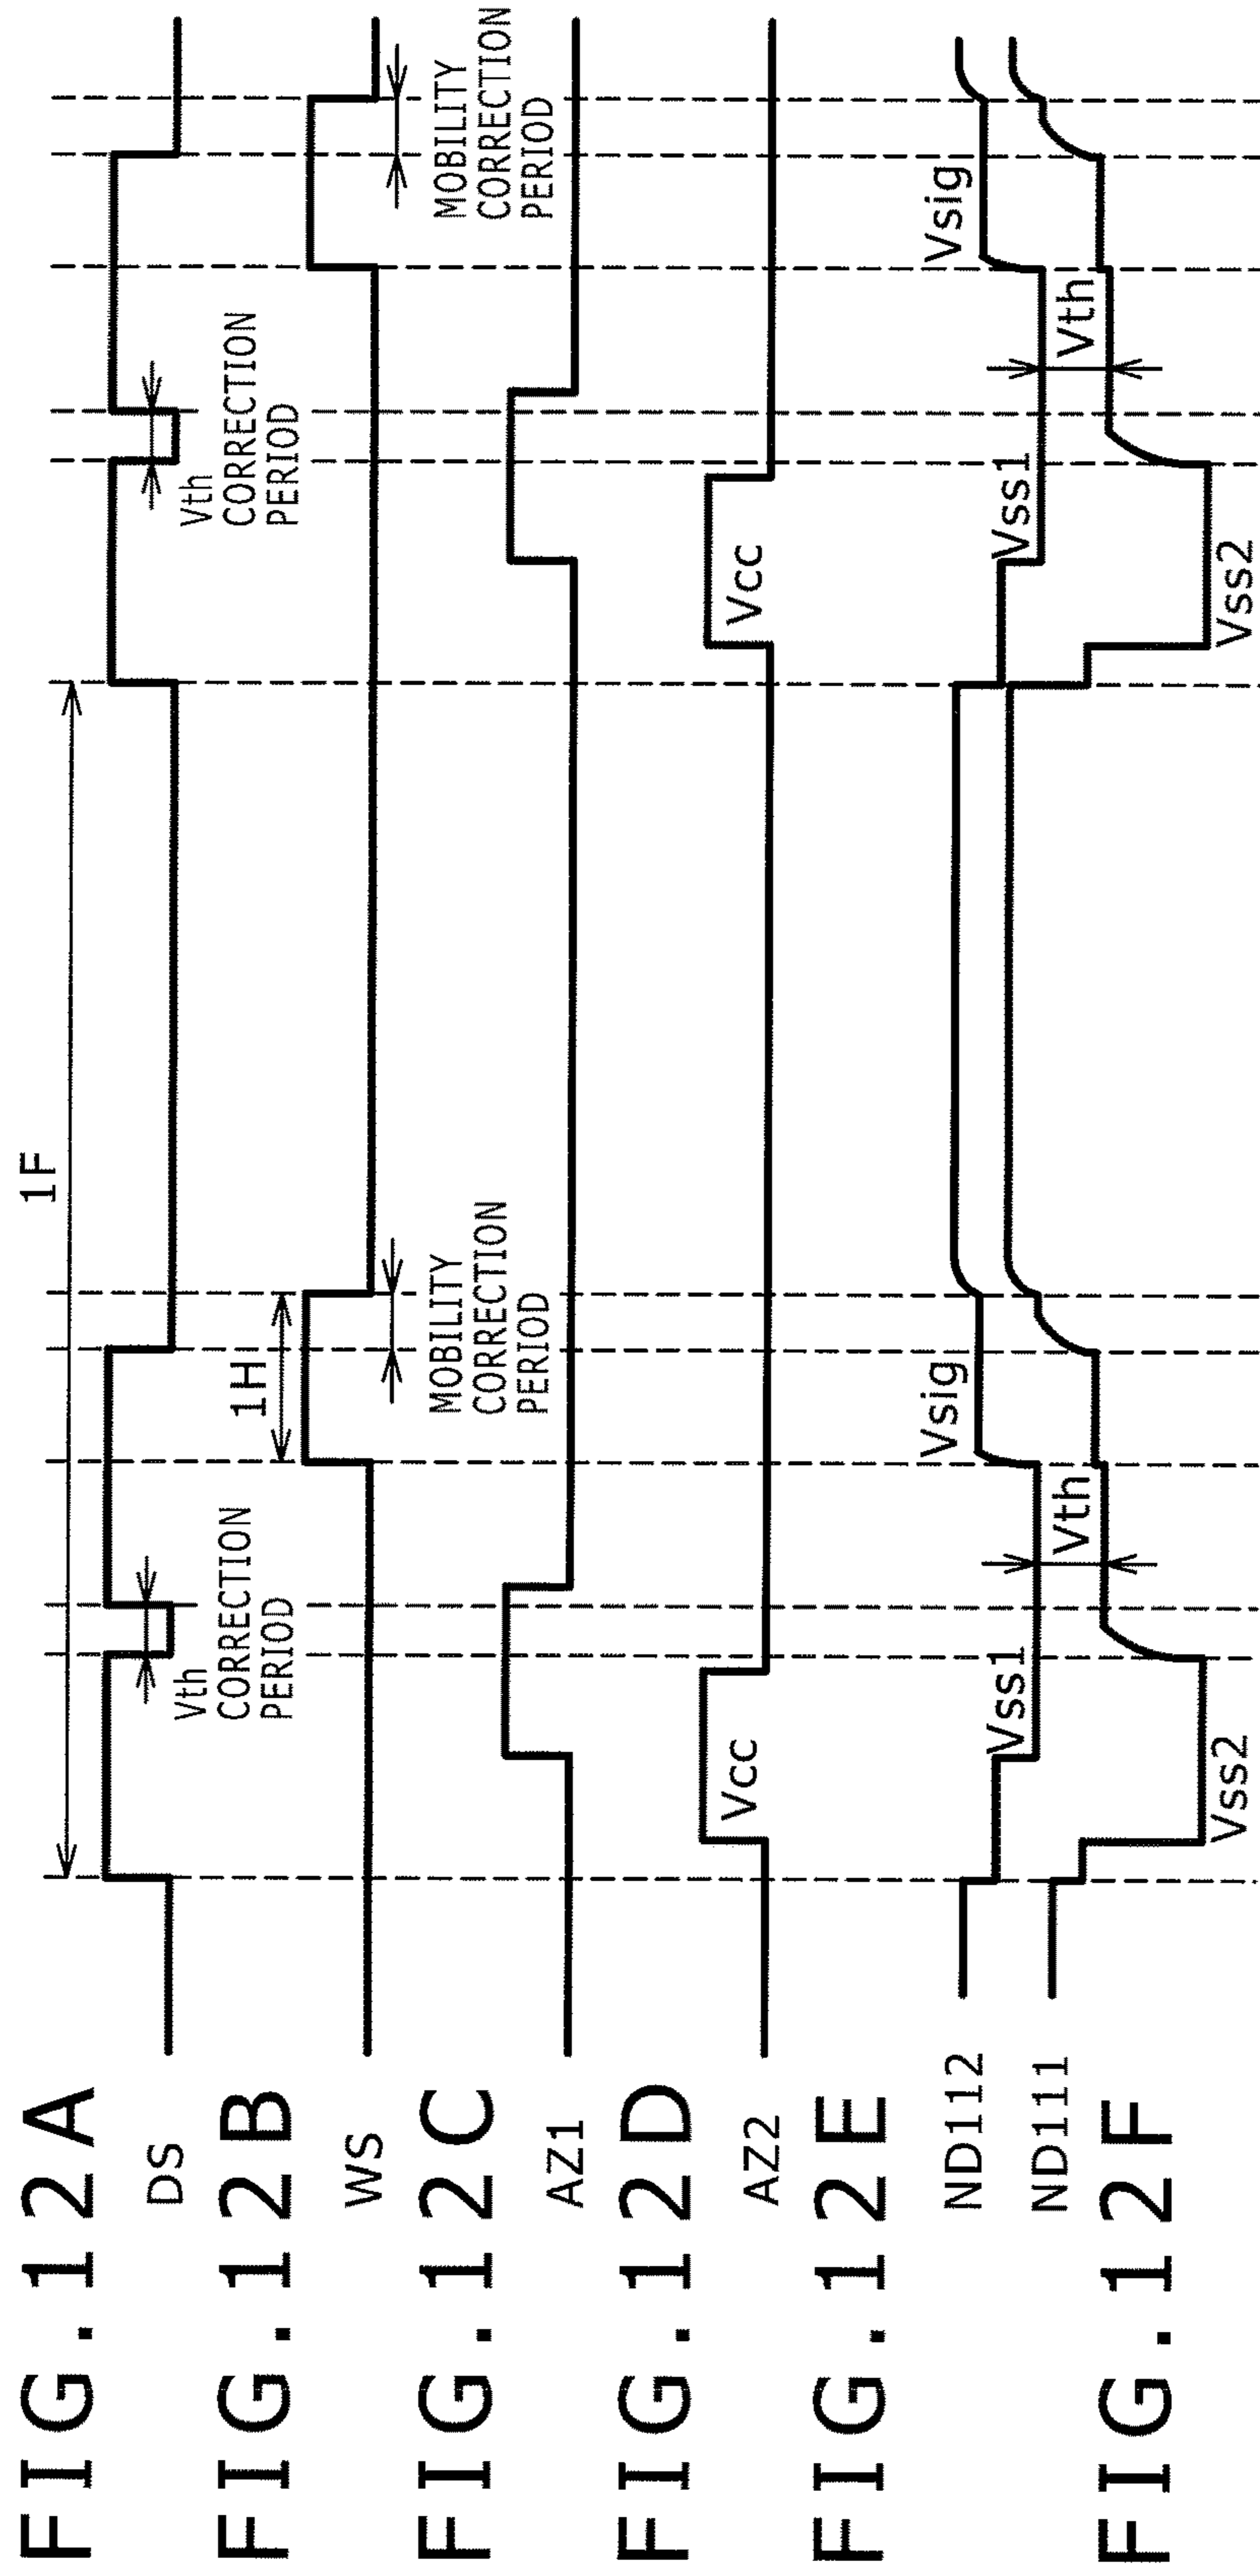 FIG.12A
DS
1F
Vth
CORRECTION
PERIOD
FIG.12B
WS
1H
MOBILITY
CORRECTION
PERIOD
Vth
CORRECTION
PERIOD
MOBILITY
CORRECTION
PERIOD
FIG.12C
AZ1
FIG.12D
AZ2
Vcc
Vcc
FIG.12E
ND112
Vss1
Vsig
Vss1
Vsig
ND111
Vth
Vth
FIG.12F
Vss2
Vss2